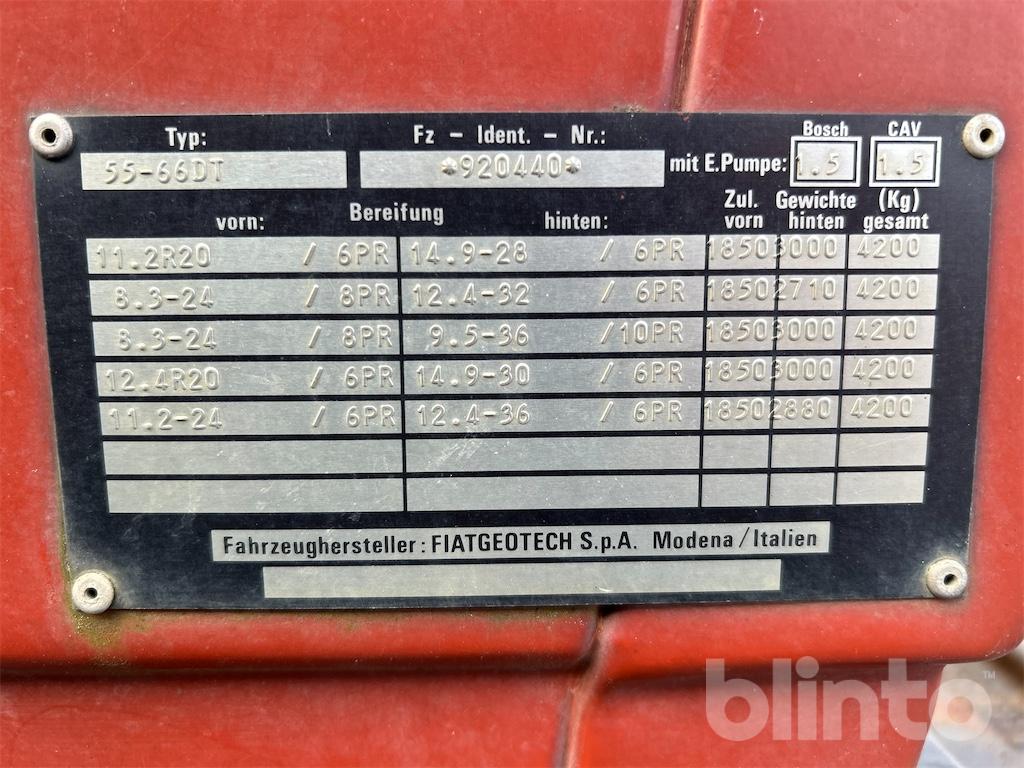 Typ: Fz - Ident. - Nr.: Bosch CAV
55-66DT *920440* mit E.Pumpe: 1.5 1.5
vorn: Bereifung hinten: Zul. Gewichte (Kg)
vorn hinten gesamt
11.2R20 / 6PR 14.9-28 / 6PR 1850 3000 4200
8.3-24 / 8PR 12.4-32 / 6PR 1850 2710 4200
8.3-24 / 8PR 9.5-36 /10PR 1850 3000 4200
12.4R20 / 6PR 14.9-30 / 6PR 1850 3000 4200
11.2-24 / 6PR 12.4-36 / 6PR 1850 2880 4200
Fahrzeughersteller: FIATGEOTECH S.p.A. Modena/Italien
blinto™